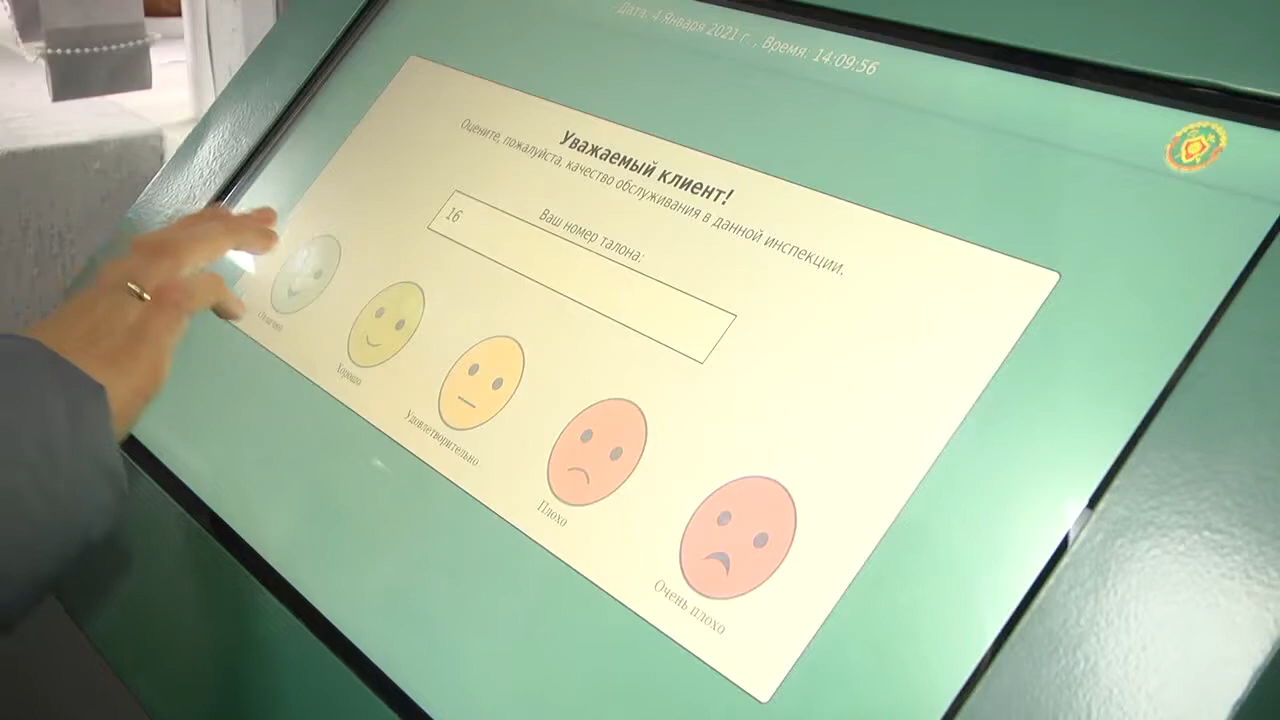 Дата: 4 Января 2021 г. , Время: 14:09:56
Уважаемый клиент!
Оцените, пожалуйста, качество обслуживания в данной инспекции.
Ваш номер талона:
16
Отлично
Хорошо
Удовлетворительно
Плохо
Очень плохо